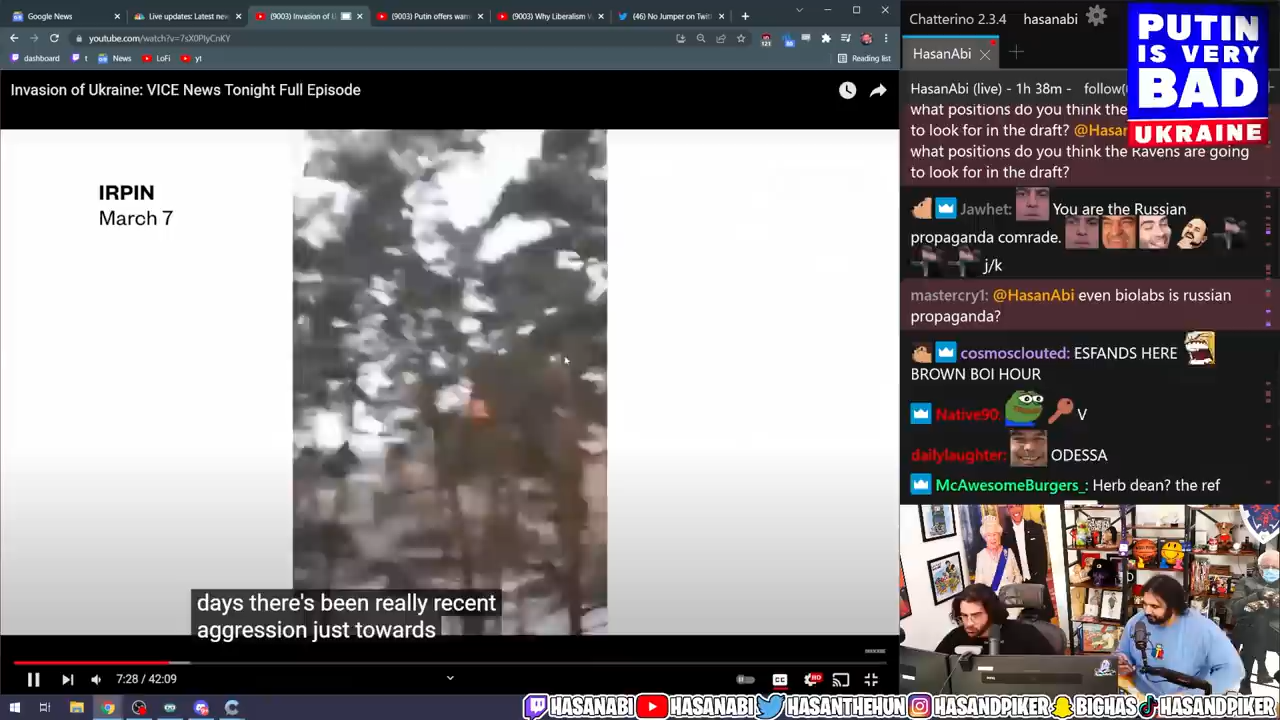 Google News
Live updates: Latest new
(9003) Invasion of U
(9003) Putin offers warn
(9003) Why Liberalism W
(46) No Jumper on Twitt
youtube.com/watch?v=7sX0PlyCnKY
dashboard
t
News
LoFi
yt
Reading list
Invasion of Ukraine: VICE News Tonight Full Episode
IRPIN
March 7
days there's been really recent
aggression just towards
7:28 / 42:09
CC
HD
Chatterino 2.3.4
hasanabi
HasanAbi
HasanAbi (live) - 1h 38m -
what positions do you think the
to look for in the draft?
what positions do you think the Ravens are going
to look for in the draft?
Jawhet: You are the Russian
propaganda comrade.
j/k
mastercry1: @HasanAbi even biolabs is russian
propaganda?
cosmosclouted: ESFANDS HERE
BROWN BOI HOUR
Native90: V
dailylaughter: ODESSA
McAwesomeBurgers_: Herb dean? the ref
PUTIN
IS VERY
BAD
UKRAINE
HASANABI
HASANABI
HASANTHEHUN
HASANDPIKER
BIGHAS
HASANDPIKER